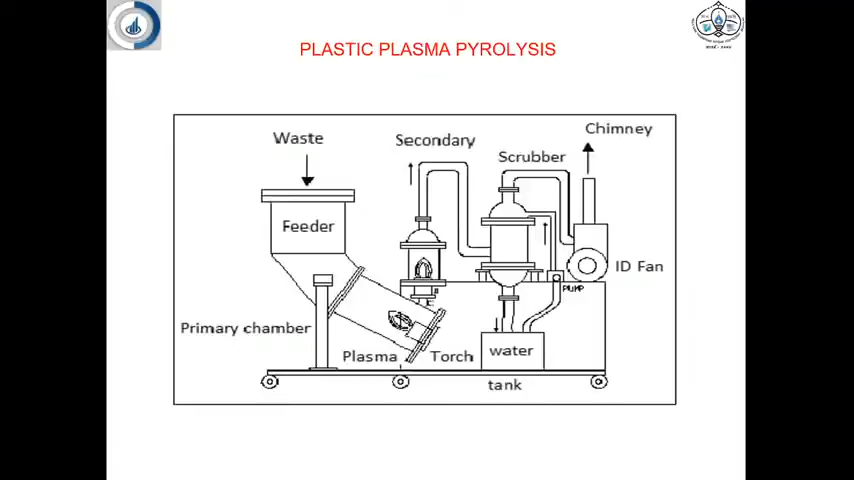 PLASTIC PLASMA PYROLYSIS
Waste
Secondary
Scrubber
Chimney
Feeder
ID Fan
PUMP
Primary chamber
Plasma Torch
water
tank